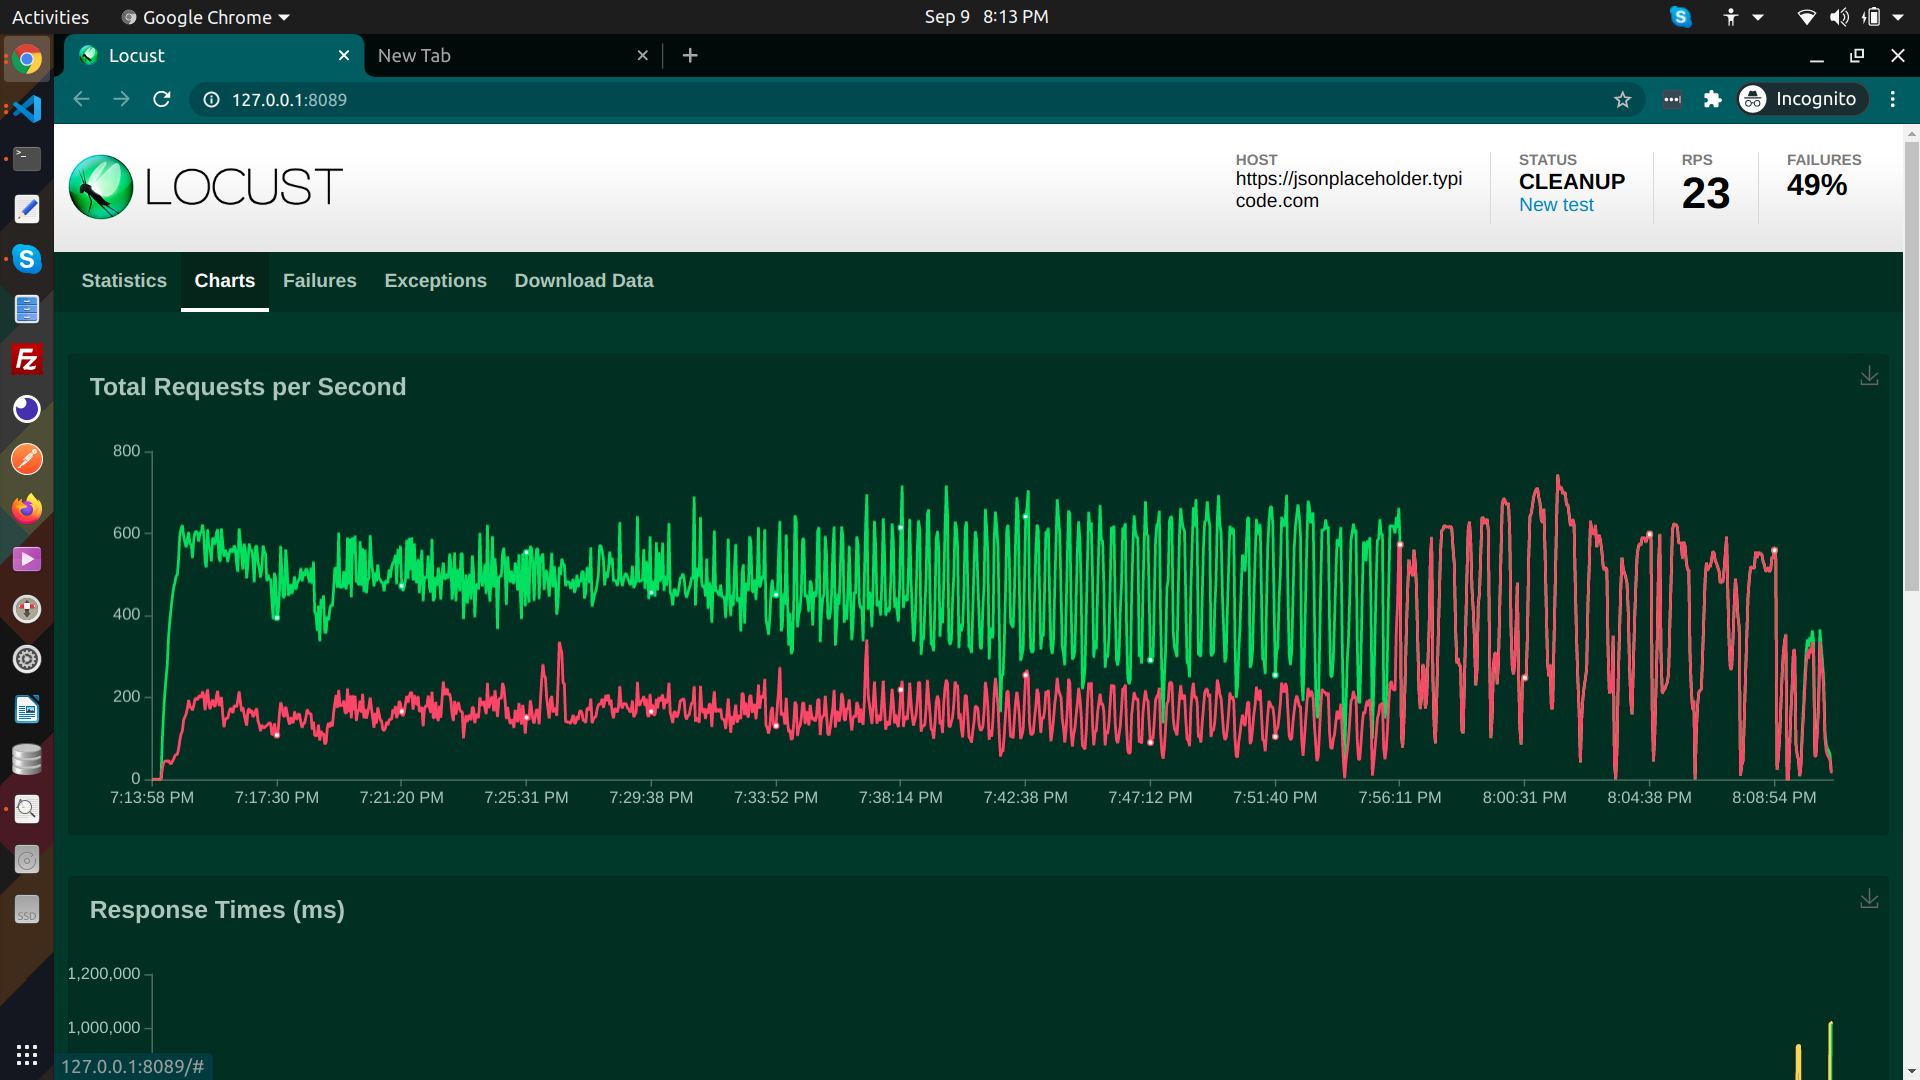 Activities
Google Chrome
Sep 9 8:13 PM
Locust
New Tab
127.0.0.1:8089
Incognito
LOCUST
HOST
https://jsonplaceholder.typi
code.com
STATUS
CLEANUP
New test
RPS
23
FAILURES
49%
Statistics
Charts
Failures
Exceptions
Download Data
Total Requests per Second
800
600
400
200
0
7:13:58 PM
7:17:30 PM
7:21:20 PM
7:25:31 PM
7:29:38 PM
7:33:52 PM
7:38:14 PM
7:42:38 PM
7:47:12 PM
7:51:40 PM
7:56:11 PM
8:00:31 PM
8:04:38 PM
8:08:54 PM
Response Times (ms)
1,200,000
1,000,000
127.0.0.1:8089/#
SSD
Fz
S
S